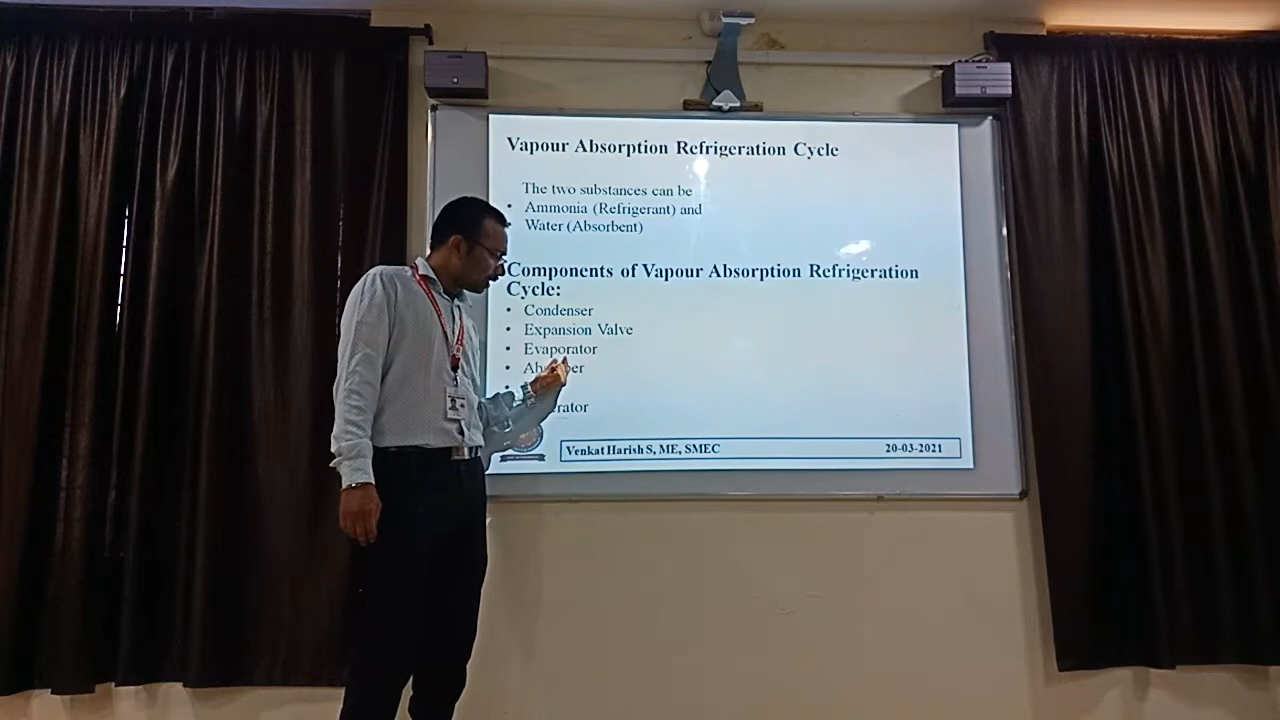 Vapour Absorption Refrigeration Cycle
The two substances can be
• Ammonia (Refrigerant) and
Water (Absorbent)
Components of Vapour Absorption Refrigeration
Cycle:
• Condenser
• Expansion Valve
• Evaporator
Venkat Harish S, ME, SMEC 20-03-2021